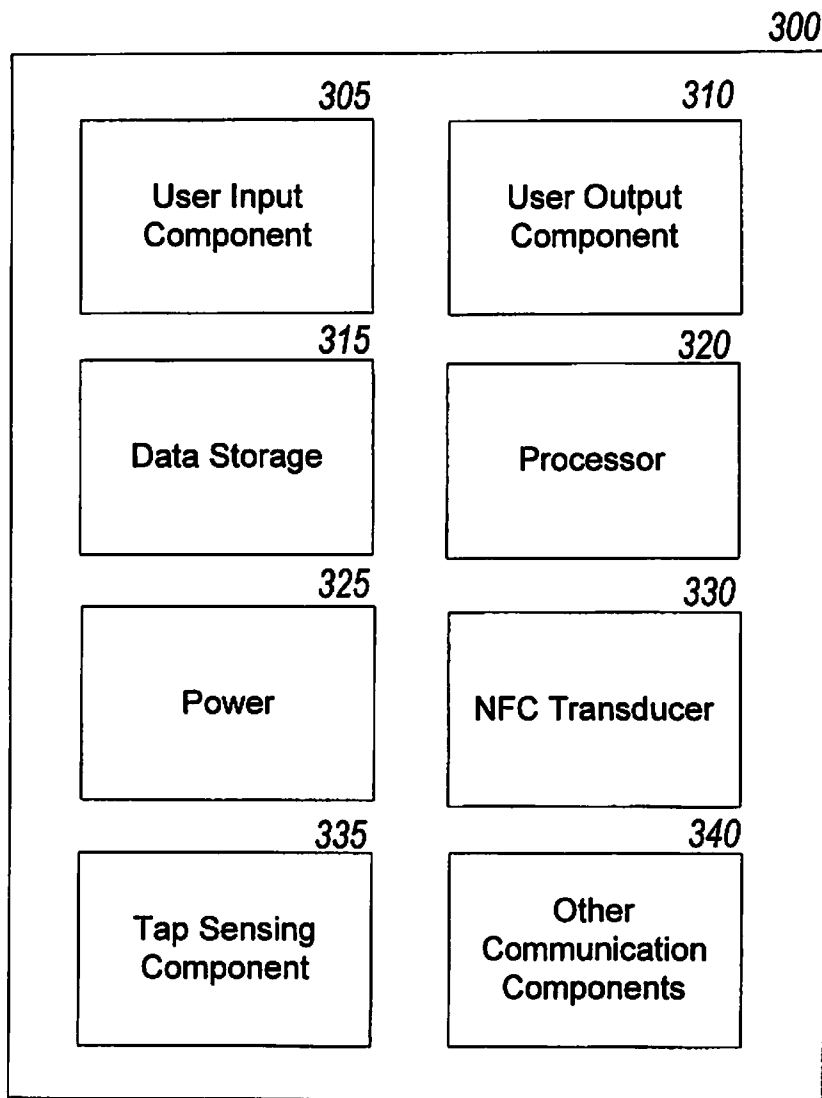 300
305
310
User Input
Component
User Output
Component
315
320
Data Storage
Processor
325
330
Power
NFC Transducer
335
340
Tap Sensing
Component
Other
Communication
Components